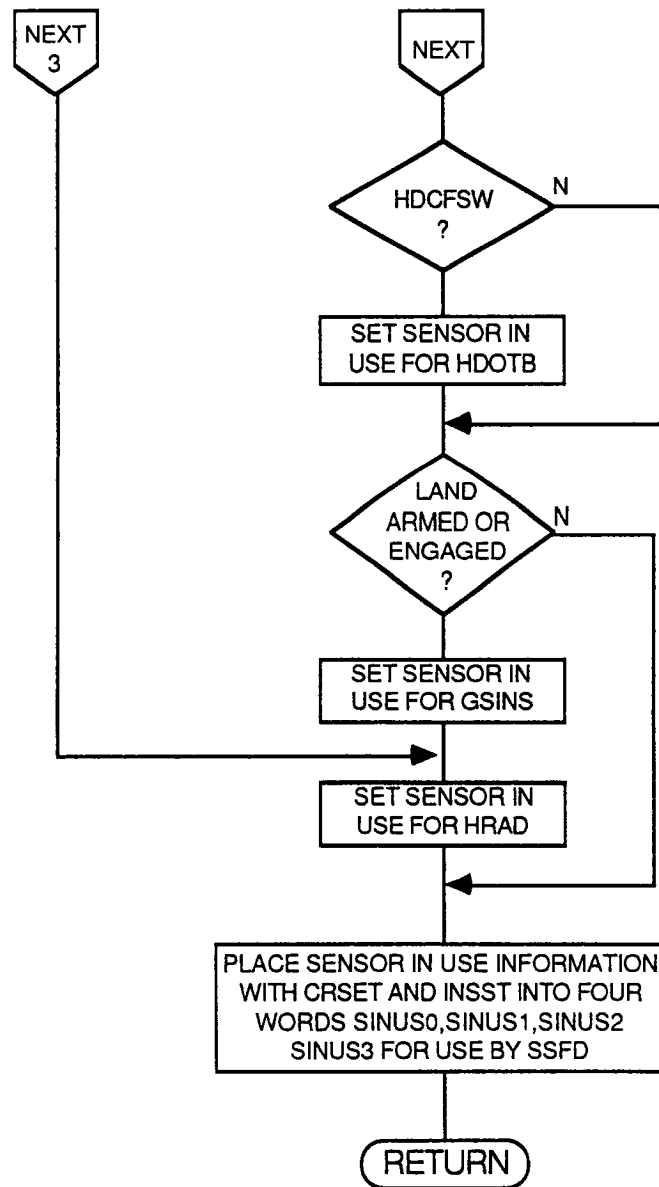 NEXT
3
NEXT
HDCFSW
?
N
SET SENSOR IN
USE FOR HDOTB
LAND
ARMED OR
ENGAGED
?
N
SET SENSOR IN
USE FOR GSINS
SET SENSOR IN
USE FOR HRAD
PLACE SENSOR IN USE INFORMATION
WITH CRSET AND INSST INTO FOUR
WORDS SINUS0,SINUS1,SINUS2
SINUS3 FOR USE BY SSFD
RETURN